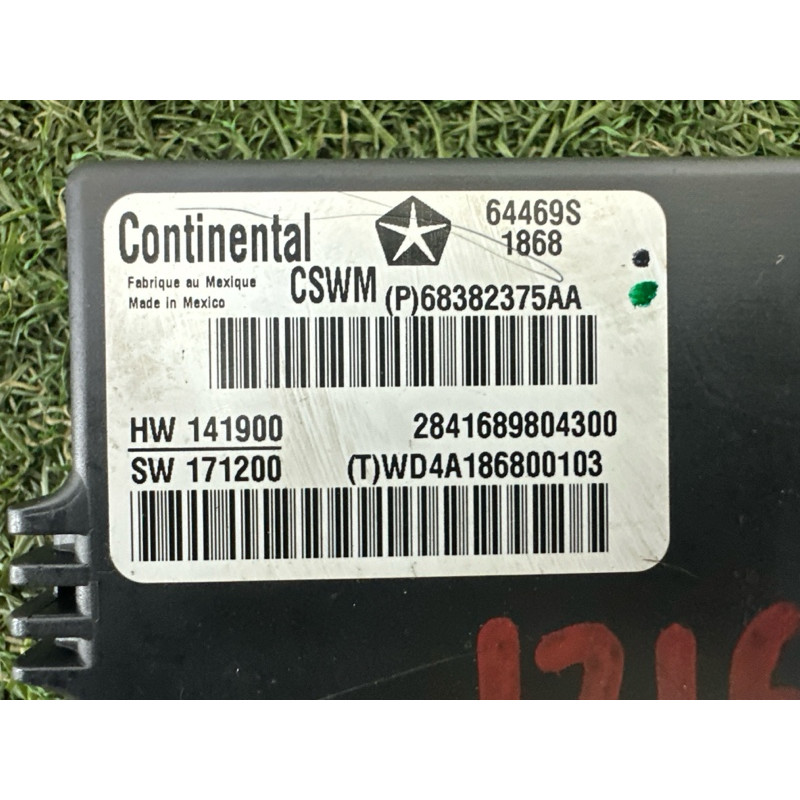 Continental
64469S
1868
Fabrique au Mexique
Made in Mexico
CSWM (P)68382375AA
HW 141900 2841689804300
SW 171200 (T)WD4A186800103